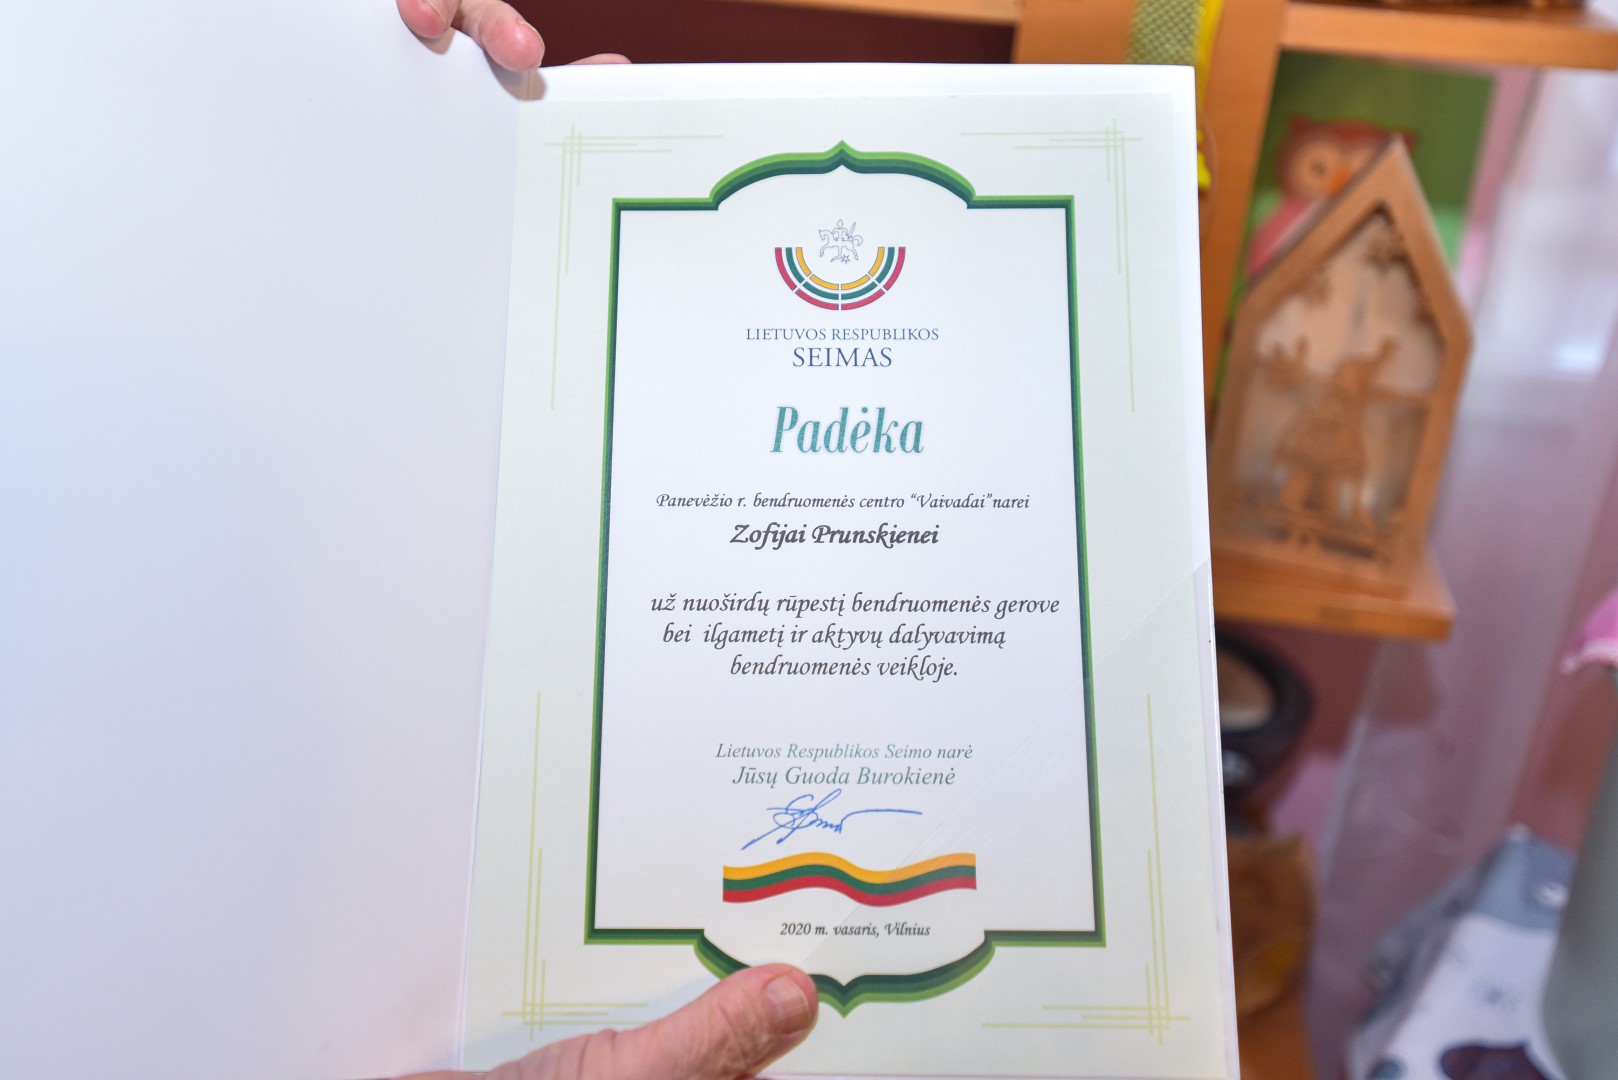 LIETUVOS RESPUBLIKOS
SEIMAS
Padėka
Panevėžio r. bendruomenės centro “Vaivadai”narei
Zofijai Prunskienei
už nuoširdų rūpestį bendruomenės gerove
bei ilgametį ir aktyvų dalyvavimą
bendruomenės veikloje.
Lietuvos Respublikos Seimo narė
Jūsų Guoda Burokienė
2020 m. vasaris, Vilnius